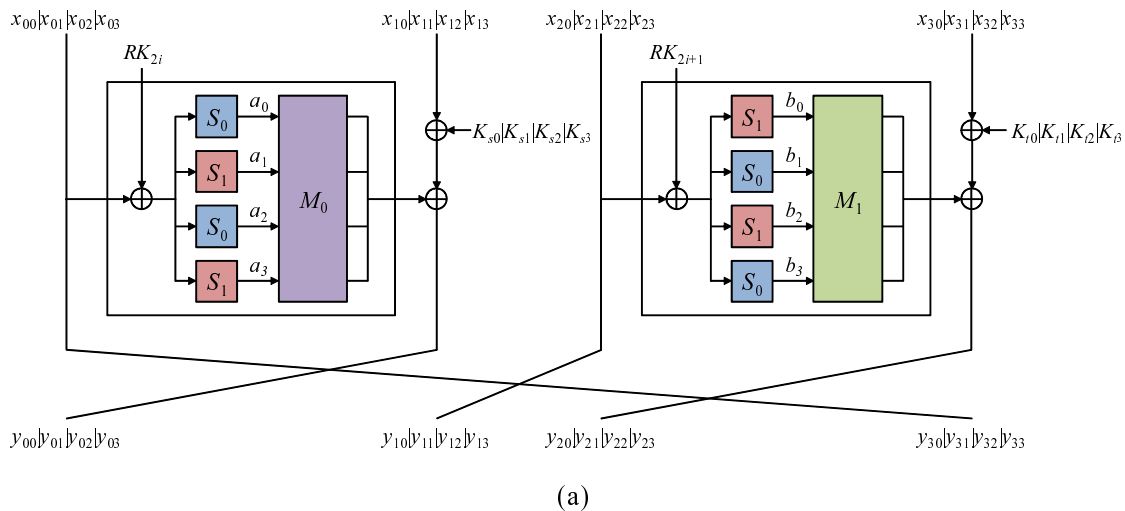 x00|x01|x02|x03 x10|x11|x12|x13 x20|x21|x22|x23 x30|x31|x32|x33
RK2i RK2i+1
S0 a0 S1 b0
Ks0|Ks1|Ks2|Ks3 Kt0|Kt1|Kt2|Kt3
S1 a1 S0 b1
M0 M1
S0 a2 S1 b2
S1 a3 S0 b3
y00|y01|y02|y03 y10|y11|y12|y13 y20|y21|y22|y23 y30|y31|y32|y33
(a)